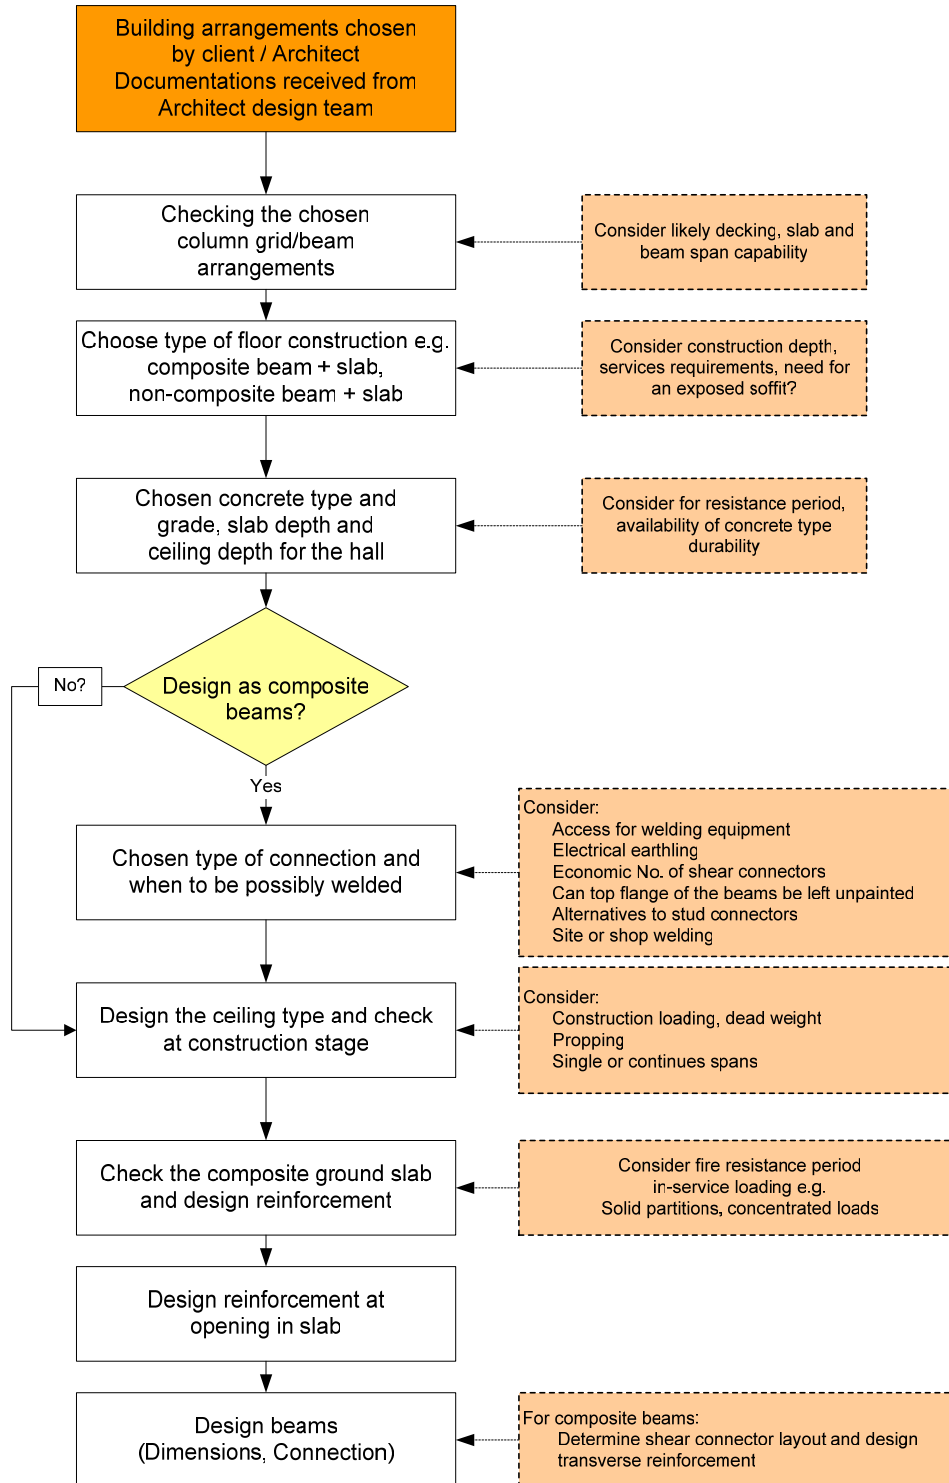 Building arrangements chosen
by client / Architect
Documentations received from
Architect design team
Checking the chosen
column grid/beam
arrangements
Consider likely decking, slab and
beam span capability
Choose type of floor construction e.g.
composite beam + slab,
non-composite beam + slab
Consider construction depth,
services requirements, need for
an exposed soffit?
Chosen concrete type and
grade, slab depth and
ceiling depth for the hall
Consider for resistance period,
availability of concrete type
durability
No?
Design as composite
beams?
Yes
Chosen type of connection and
when to be possibly welded
Consider:
Access for welding equipment
Electrical earthling
Economic No. of shear connectors
Can top flange of the beams be left unpainted
Alternatives to stud connectors
Site or shop welding
Design the ceiling type and check
at construction stage
Consider:
Construction loading, dead weight
Propping
Single or continues spans
Check the composite ground slab
and design reinforcement
Consider fire resistance period
in-service loading e.g.
Solid partitions, concentrated loads
Design reinforcement at
opening in slab
Design beams
(Dimensions, Connection)
For composite beams:
Determine shear connector layout and design
transverse reinforcement